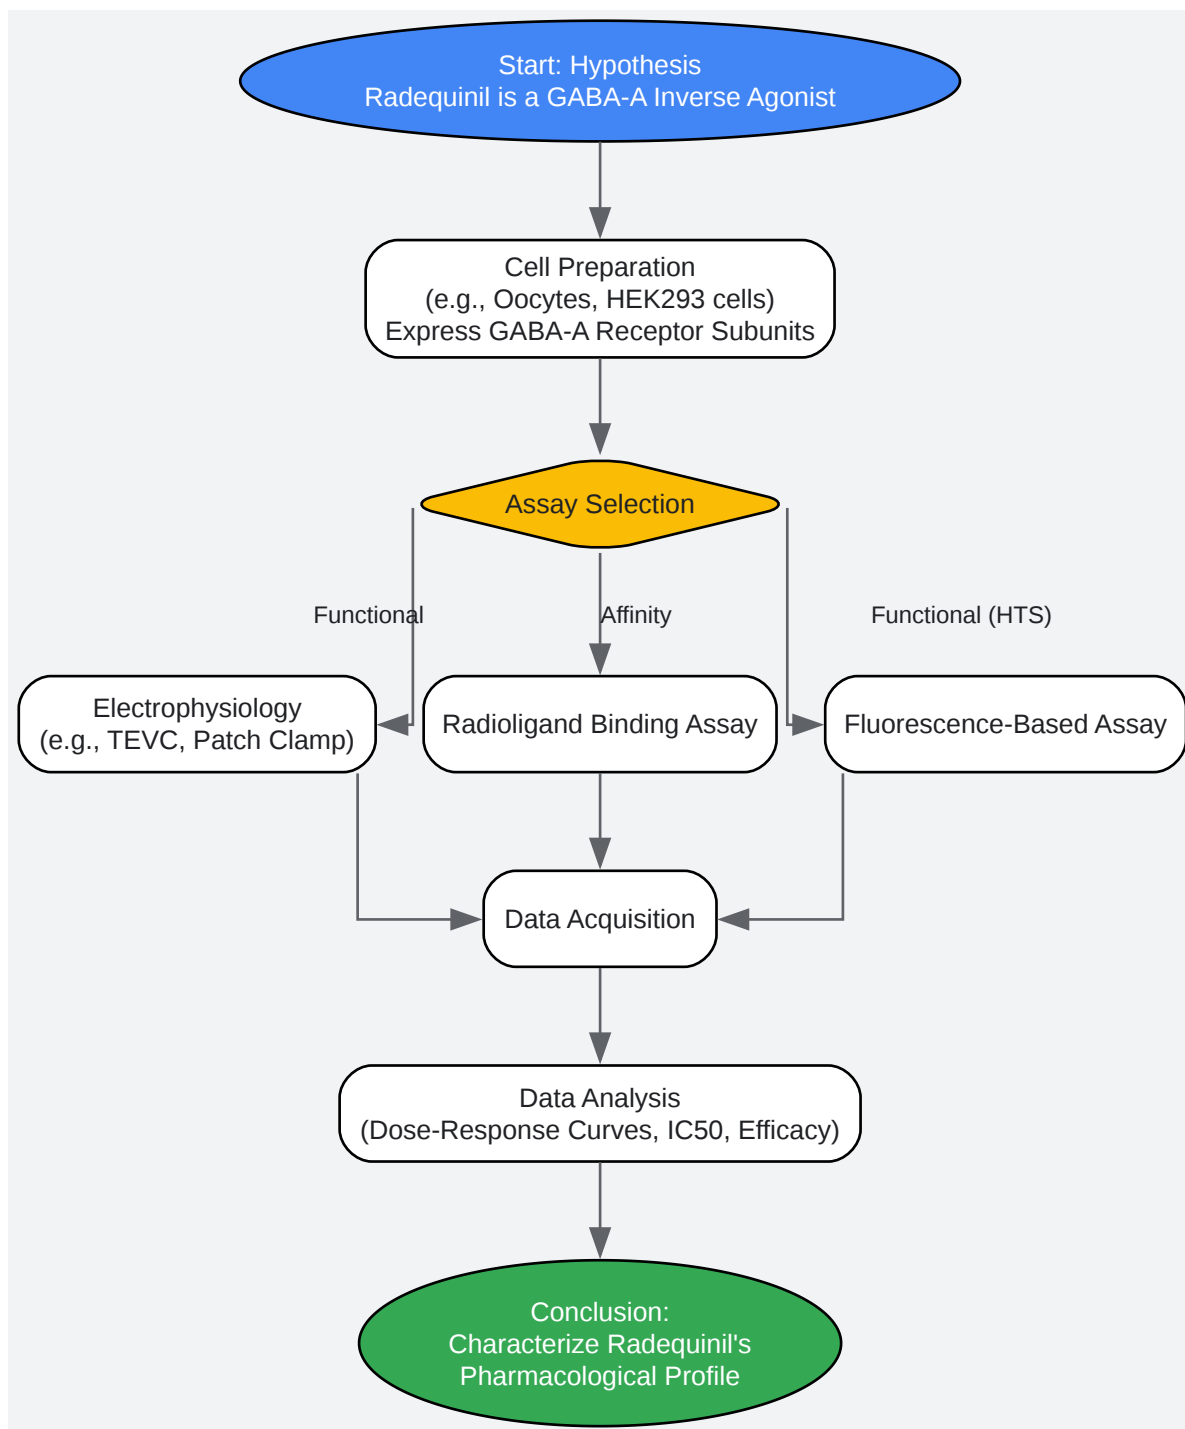 Start: Hypothesis
Radequinil is a GABA-A Inverse Agonist
Cell Preparation
(e.g., Oocytes, HEK293 cells)
Express GABA-A Receptor Subunits
Assay Selection
Functional
Affinity
Functional (HTS)
Electrophysiology
(e.g., TEVC, Patch Clamp)
Radioligand Binding Assay
Fluorescence-Based Assay
Data Acquisition
Data Analysis
(Dose-Response Curves, IC50, Efficacy)
Conclusion:
Characterize Radequinil's
Pharmacological Profile